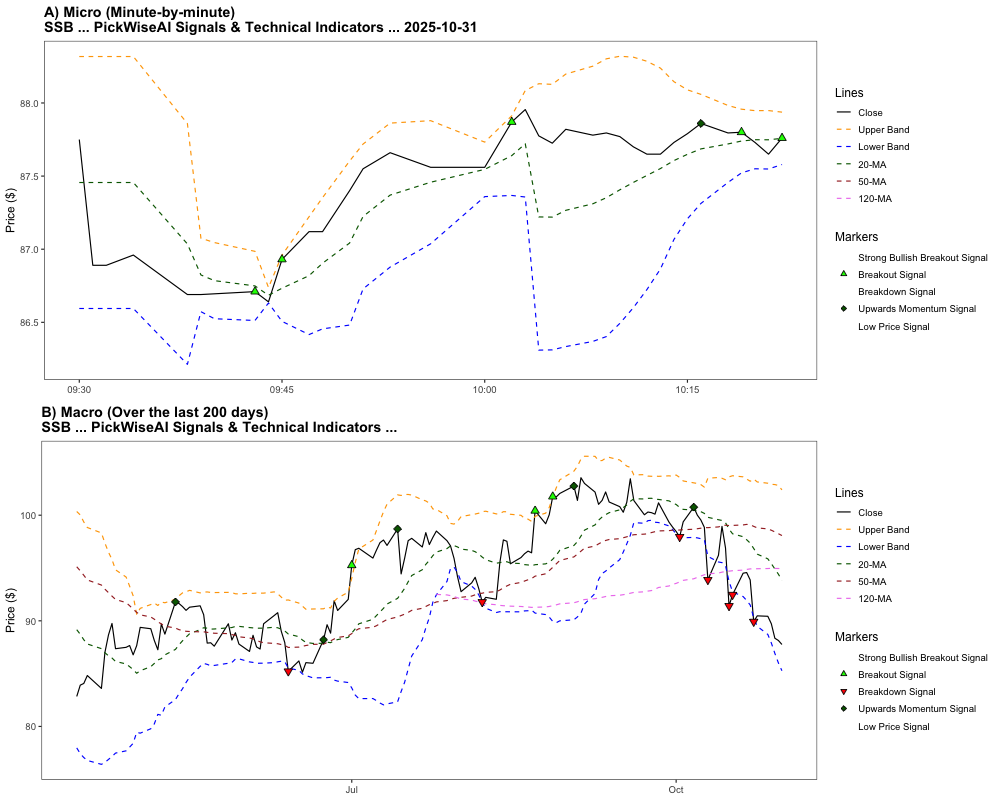 A) Micro (Minute-by-minute)
SSB ... PickWiseAI Signals & Technical Indicators ... 2025-10-31
Price ($)
88.0
87.5
87.0
86.5
09:30
09:45
10:00
10:15
Lines
Close
Upper Band
Lower Band
20-MA
50-MA
120-MA
Markers
Strong Bullish Breakout Signal
Breakout Signal
Breakdown Signal
Upwards Momentum Signal
Low Price Signal
B) Macro (Over the last 200 days)
SSB ... PickWiseAI Signals & Technical Indicators ...
Price ($)
100
90
80
Jul
Oct
Lines
Close
Upper Band
Lower Band
20-MA
50-MA
120-MA
Markers
Strong Bullish Breakout Signal
Breakout Signal
Breakdown Signal
Upwards Momentum Signal
Low Price Signal